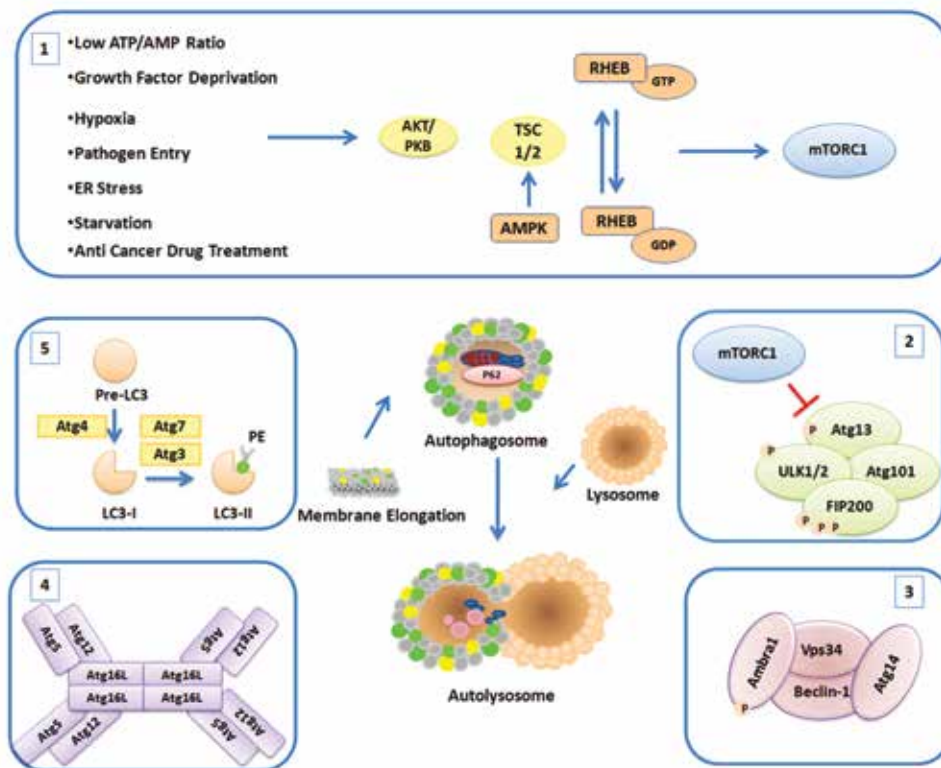 1
•Low ATP/AMP Ratio
•Growth Factor Deprivation
•Hypoxia
•Pathogen Entry
•ER Stress
•Starvation
•Anti Cancer Drug Treatment
AKT/
PKB
TSC
1/2
AMPK
RHEB
GTP
RHEB
GDP
mTORC1
5
Pre-LC3
Atg4
Atg7
Atg3
PE
LC3-I
LC3-II
P62
Autophagosome
Membrane Elongation
Lysosome
Autolysosome
2
mTORC1
P
Atg13
P
ULK1/2
Atg101
FIP200
P
P
P
4
Atg5
Atg12
Atg5
Atg12
Atg16L
Atg16L
Atg16L
Atg16L
Atg5
Atg12
Atg5
Atg12
3
Ambra1
P
Vps34
Beclin-1
Atg14